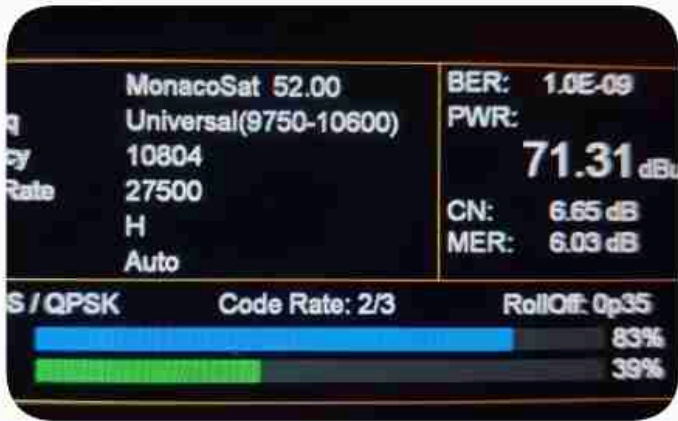 MonacoSat 52.00
q Universal(9750-10600)
cy 10804
Rate 27500
H
Auto
BER: 1.0E-09
PWR:
71.31 dBu
CN: 6.65 dB
MER: 6.03 dB
S / QPSK Code Rate: 2/3 RollOff: 0p35
83%
39%